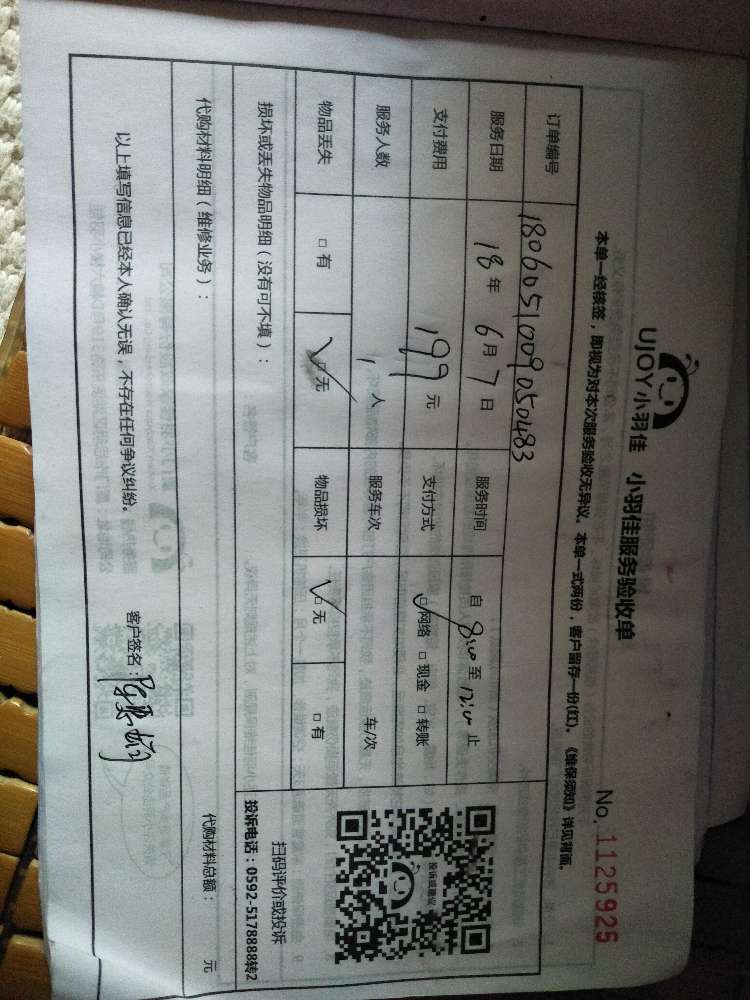 UJOY小羽佳 小羽佳服务验收单
No. 1125925
本单一经核签，即视为对本次服务验收无异议。本单一式两份，客户留存一份(红)。《维保须知》详见背面。
订单编号 1806051009050483
服务日期 18年6月7日 服务时间 自8:00至12:00止
支付费用 199元 支付方式 ☑网络 □现金 □转账
服务人数 1人 服务车次 车/次
物品丢失 □有 ☑无 物品损坏 ☑无 □有
损坏或丢失物品明细（没有可不填）：
投诉或建议
扫码评价或投诉
投诉电话：0592-5178888转2
代购材料明细（维修业务）： 代购材料总额： 元
以上填写信息已经本人确认无误，不存在任何争议纠纷。 客户签名：